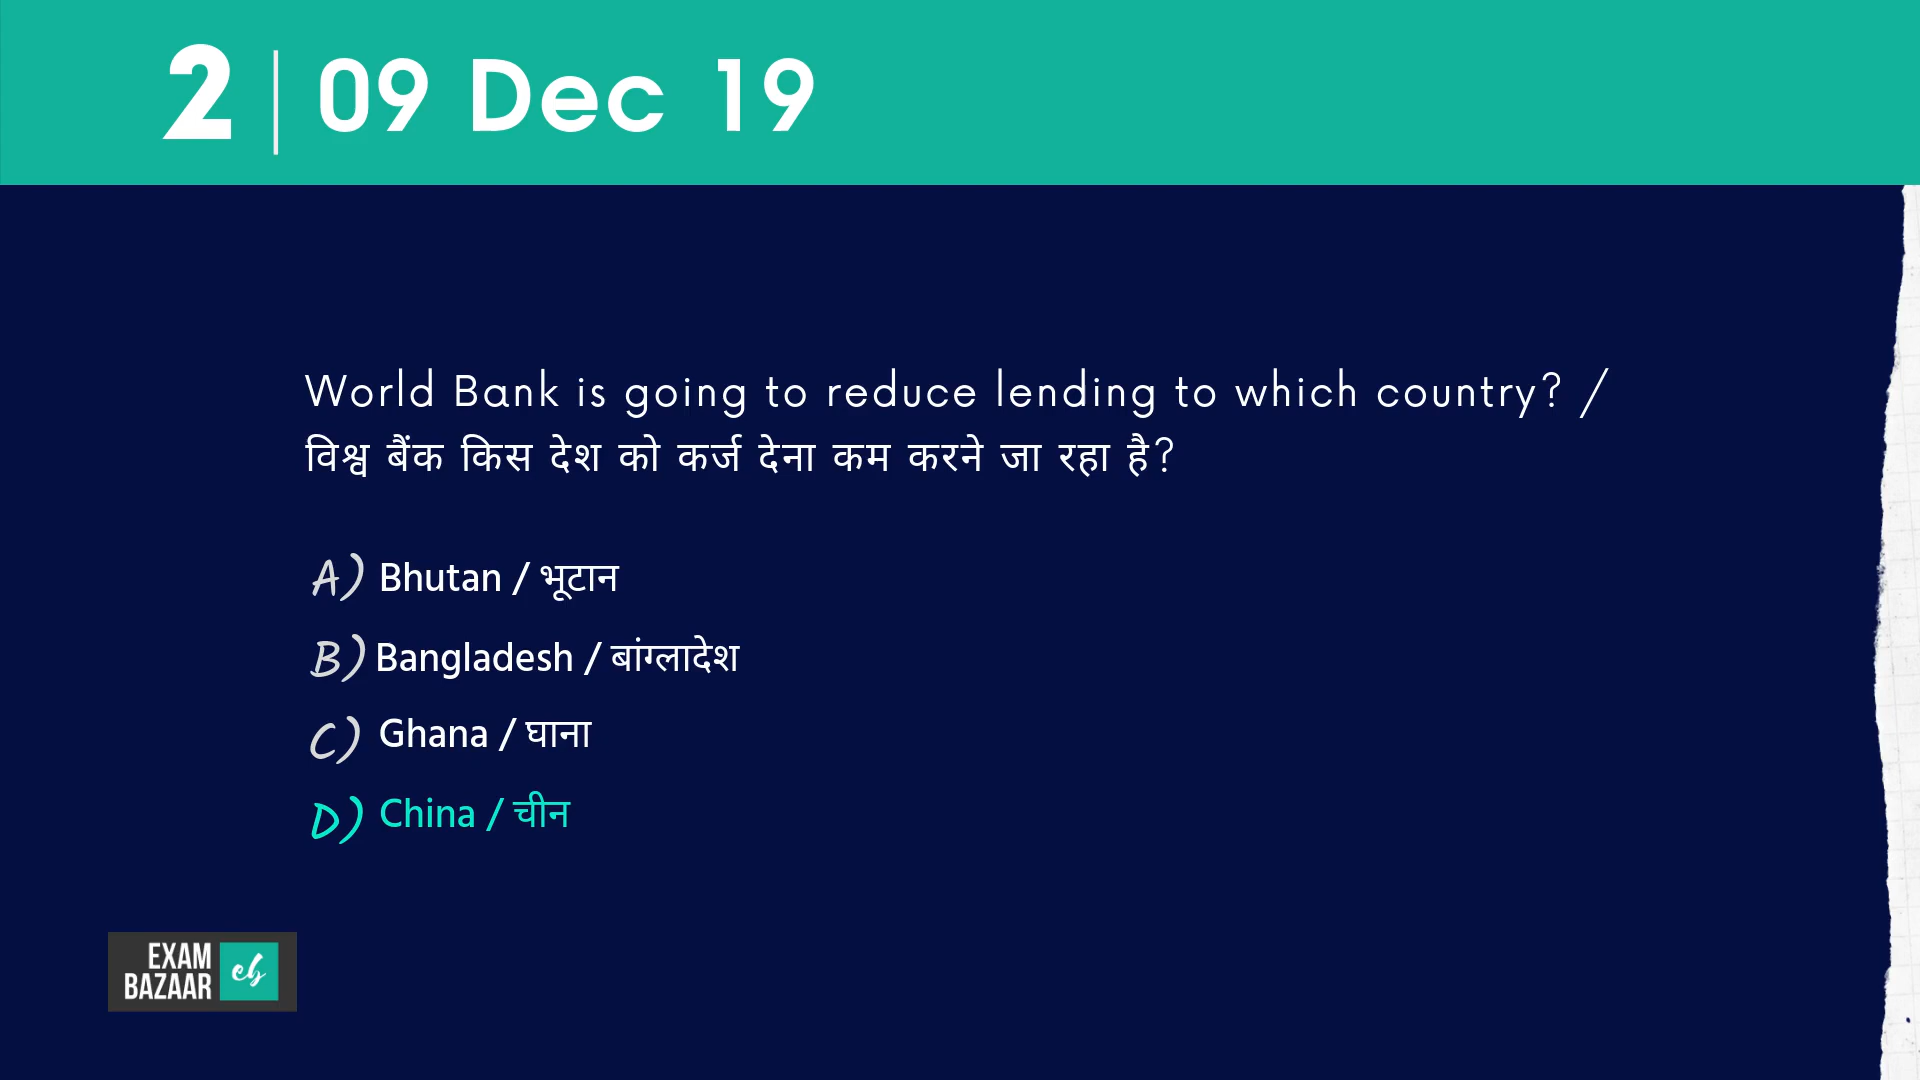 2 | 09 Dec 19
World Bank is going to reduce lending to which country? /
विश्व बैंक किस देश को कर्ज देना कम करने जा रहा है?
A) Bhutan / भूटान
B) Bangladesh / बांग्लादेश
C) Ghana / घाना
D) China / चीन
EXAM
BAZAAR
eb